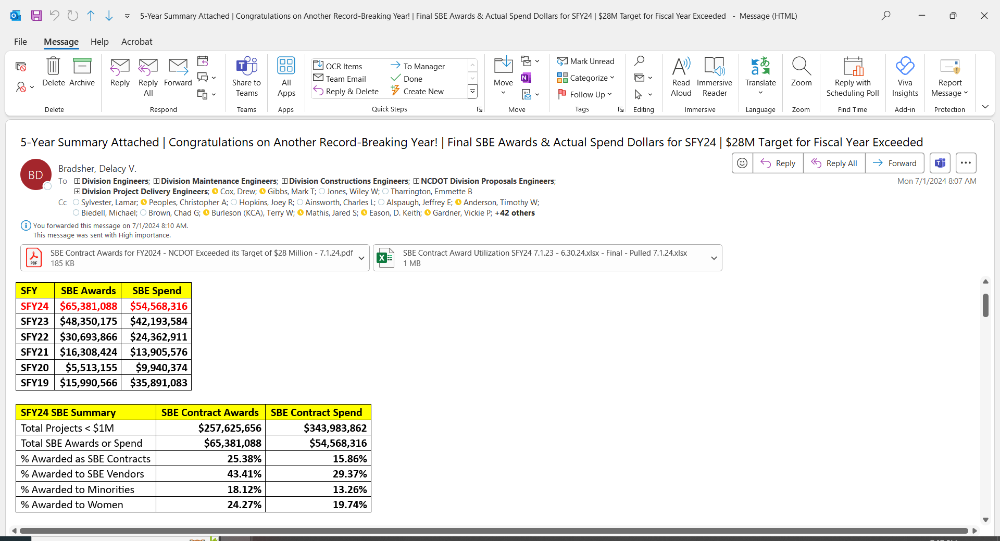 5-Year Summary Attached | Congratulations on Another Record-Breaking Year! | Final SBE Awards & Actual Spend Dollars for SFY24 | $28M Target for Fiscal Year Exceeded - Message (HTML)
File Message Help Acrobat
Delete
Archive
Delete
Reply
Reply All
Forward
Respond
Share to Teams
Teams
All Apps
Apps
OCR Items
Team Email
Reply & Delete
To Manager
Done
Create New
Quick Steps
Move
Move
Mark Unread
Categorize
Follow Up
Tags
Editing
Read Aloud
Immersive Reader
Immersive
Translate
Language
Zoom
Zoom
Reply with Scheduling Poll
Find Time
Viva Insights
Add-in
Report Message
Protection
5-Year Summary Attached | Congratulations on Another Record-Breaking Year! | Final SBE Awards & Actual Spend Dollars for SFY24 | $28M Target for Fiscal Year Exceeded
BD
Bradsher, Delacy V.
Reply
Reply All
Forward
Mon 7/1/2024 8:07 AM
To Division Engineers; Division Maintenance Engineers; Division Constructions Engineers; NCDOT Division Proposals Engineers;
Division Project Delivery Engineers; Cox, Drew; Gibbs, Mark T; Jones, Wiley W; Tharrington, Emmette B
Cc Sylvester, Lamar; Peoples, Christopher A; Hopkins, Joey R; Ainsworth, Charles L; Alspaugh, Jeffrey E; Anderson, Timothy W;
Biedell, Michael; Brown, Chad G; Burleson (KCA), Terry W; Mathis, Jared S; Eason, D. Keith; Gardner, Vickie P; +42 others
You forwarded this message on 7/1/2024 8:10 AM.
This message was sent with High importance.
PDF
SBE Contract Awards for FY2024 - NCDOT Exceeded its Target of $28 Million - 7.1.24.pdf
185 KB
SBE Contract Award Utilization SFY24 7.1.23 - 6.30.24.xlsx - Final - Pulled 7.1.24.xlsx
1 MB
SFY SBE Awards SBE Spend
SFY24 $65,381,088 $54,568,316
SFY23 $48,350,175 $42,193,584
SFY22 $30,693,866 $24,362,911
SFY21 $16,308,424 $13,905,576
SFY20 $5,513,155 $9,940,374
SFY19 $15,990,566 $35,891,083
SFY24 SBE Summary SBE Contract Awards SBE Contract Spend
Total Projects < $1M $257,625,656 $343,983,862
Total SBE Awards or Spend $65,381,088 $54,568,316
% Awarded as SBE Contracts 25.38% 15.86%
% Awarded to SBE Vendors 43.41% 29.37%
% Awarded to Minorities 18.12% 13.26%
% Awarded to Women 24.27% 19.74%